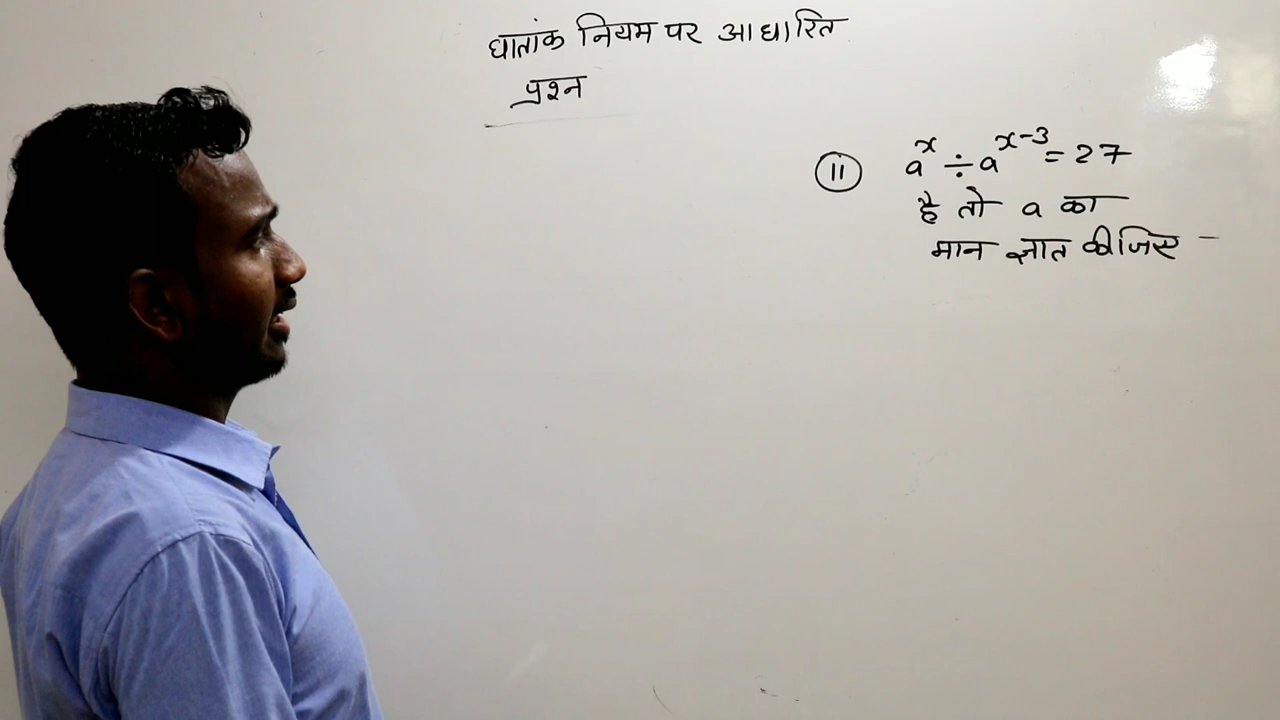 घातांक नियम पर आधारित
प्रश्न
11 aˣ ÷ aˣ⁻³ = 27
है तो a का
मान ज्ञात कीजिए -